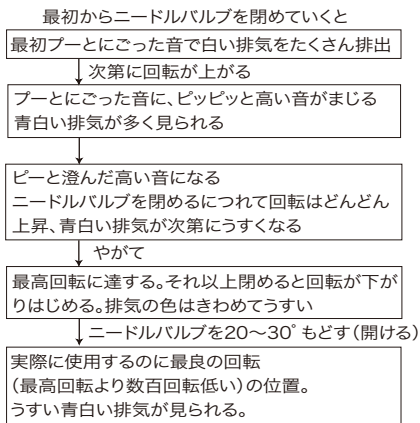 最初からニードルバルブを閉めていくと
最初プーとにごった音で白い排気をたくさん排出
次第に回転が上がる
プーとにごった音に、ピッピッと高い音がまじる
青白い排気が多く見られる
ピーと澄んだ高い音になる
ニードルバルブを閉めるにつれて回転はどんどん
上昇、青白い排気が次第にうすくなる
やがて
最高回転に達する。それ以上閉めると回転が下が
りはじめる。排気の色はきわめてうすい
ニードルバルブを20～30°もどす（開ける）
実際に使用するのに最良の回転
（最高回転より数百回転低い）の位置。
うすい青白い排気が見られる。